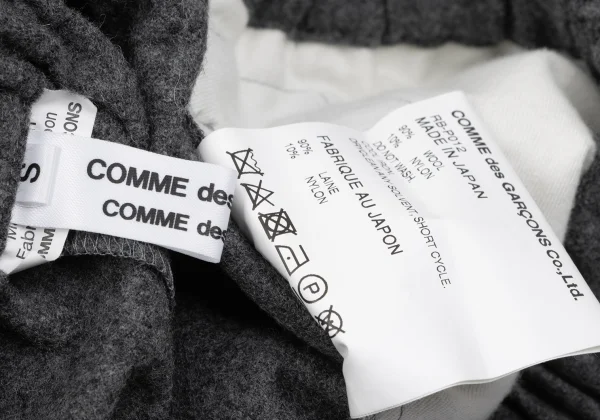 S
COMME des
COMME des
COMME des GARÇONS Co.,Ltd.
RB-P012
MADE IN JAPAN
90% WOOL
10% NYLON
DO NOT WASH.
SOLVENT, SHORT CYCLE.
FABRIQUE AU JAPON
90% LAINE
10% NYLON
P
W